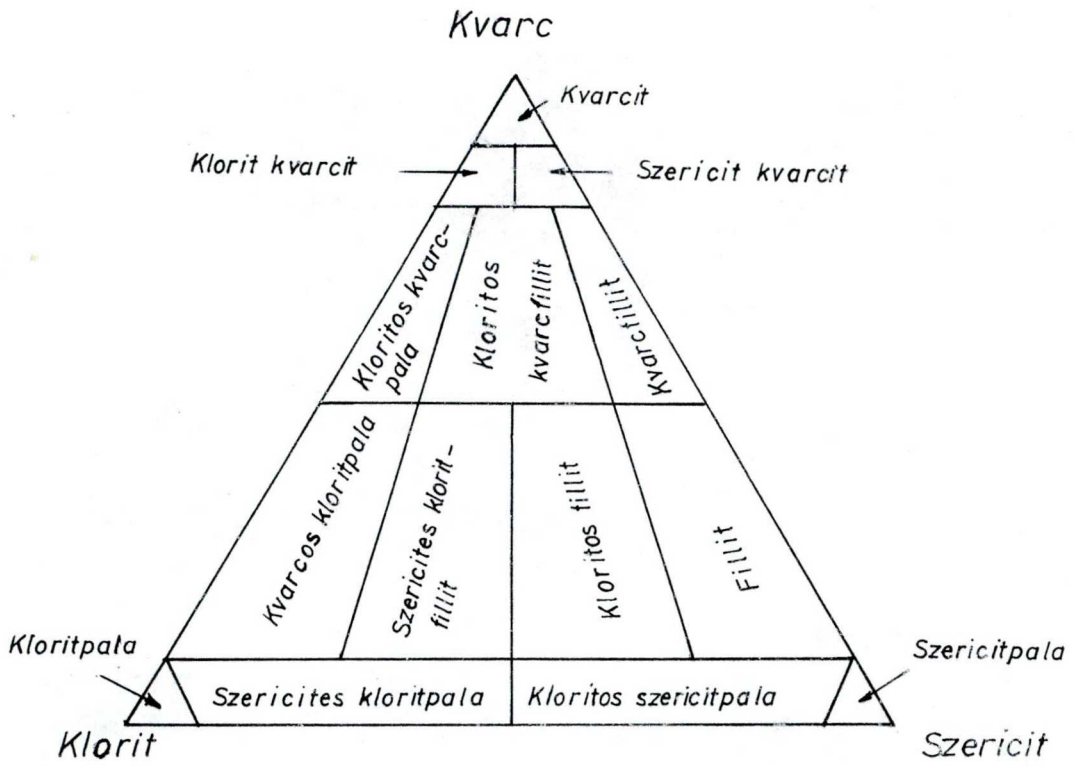 Kvarc
Kvarcit
Klorit kvarcit
Szericit kvarcit
Kloritos kvarc-
pala
Kloritos
kvarcfillit
Kvarcfillit
Kvarcos kloritpala
Szericites klorit-
fillit
Kloritos fillit
Fillit
Kloritpala
Szericitpala
Szericites kloritpala
Kloritos szericitpala
Klorit
Szericit